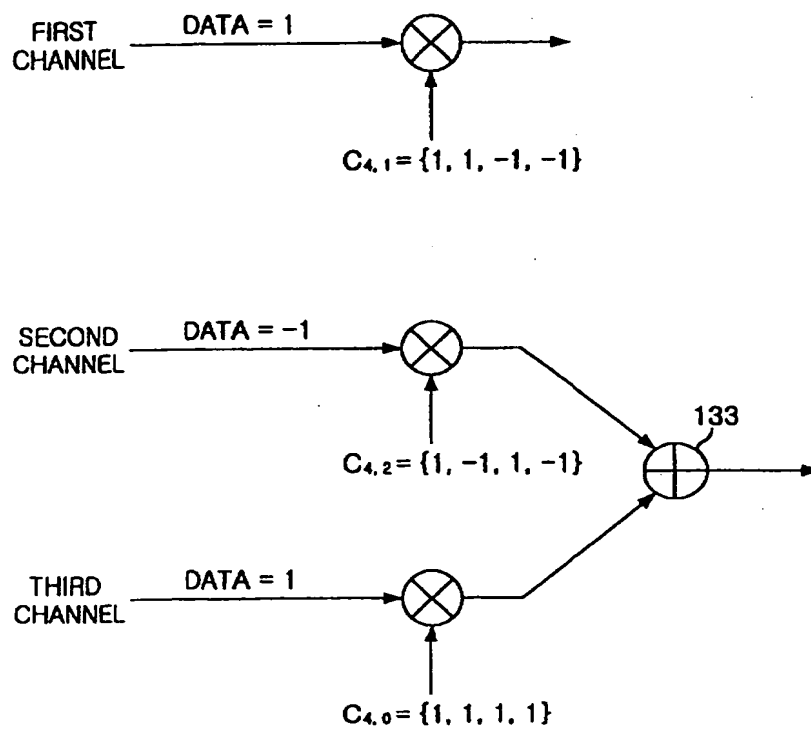 FIRST
CHANNEL
DATA = 1
C4, 1 = {1, 1, -1, -1}
SECOND
CHANNEL
DATA = -1
133
C4, 2 = {1, -1, 1, -1}
THIRD
CHANNEL
DATA = 1
C4, 0 = {1, 1, 1, 1}